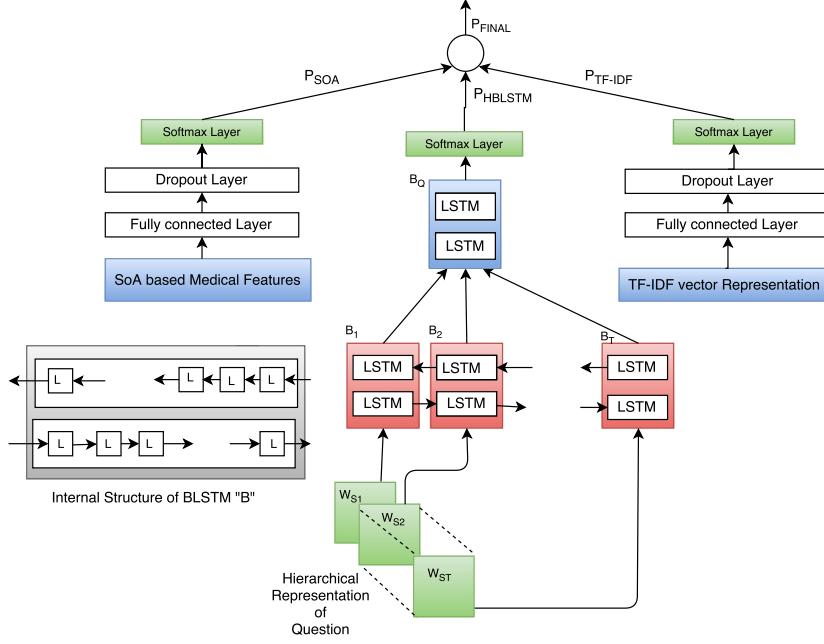 P_FINAL
P_SOA
P_TF-IDF
P_HBLSTM
Softmax Layer
Softmax Layer
Softmax Layer
Dropout Layer
B_Q
Dropout Layer
LSTM
Fully connected Layer
Fully connected Layer
LSTM
SoA based Medical Features
TF-IDF vector Representation
B_1
B_2
B_T
LSTM
LSTM
LSTM
L
L
L
L
LSTM
LSTM
LSTM
L
L
L
L
Internal Structure of BLSTM "B"
W_S1
W_S2
W_ST
Hierarchical
Representation
of
Question